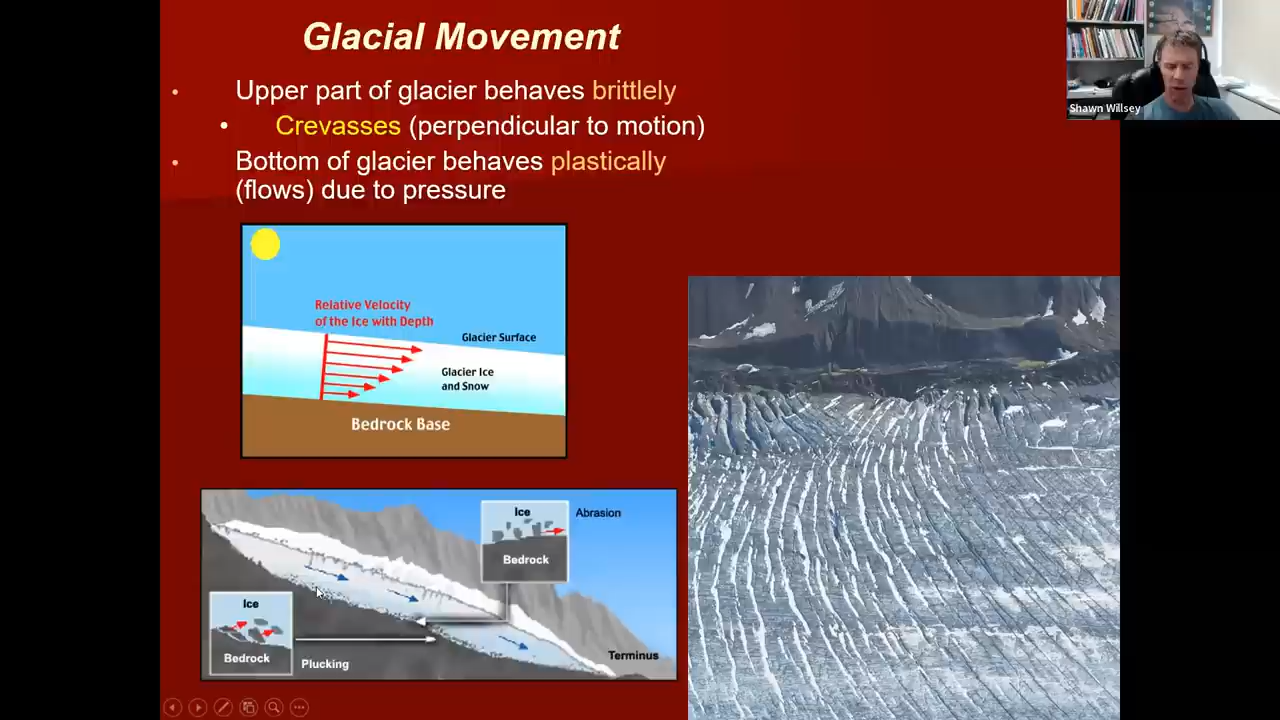 Glacial Movement
• Upper part of glacier behaves brittlely
• Crevasses (perpendicular to motion)
• Bottom of glacier behaves plastically
(flows) due to pressure
Shawn Willsey
Relative Velocity
of the Ice with Depth
Glacier Surface
Glacier Ice
and Snow
Bedrock Base
Ice
Abrasion
Bedrock
Ice
Bedrock
Plucking
Terminus